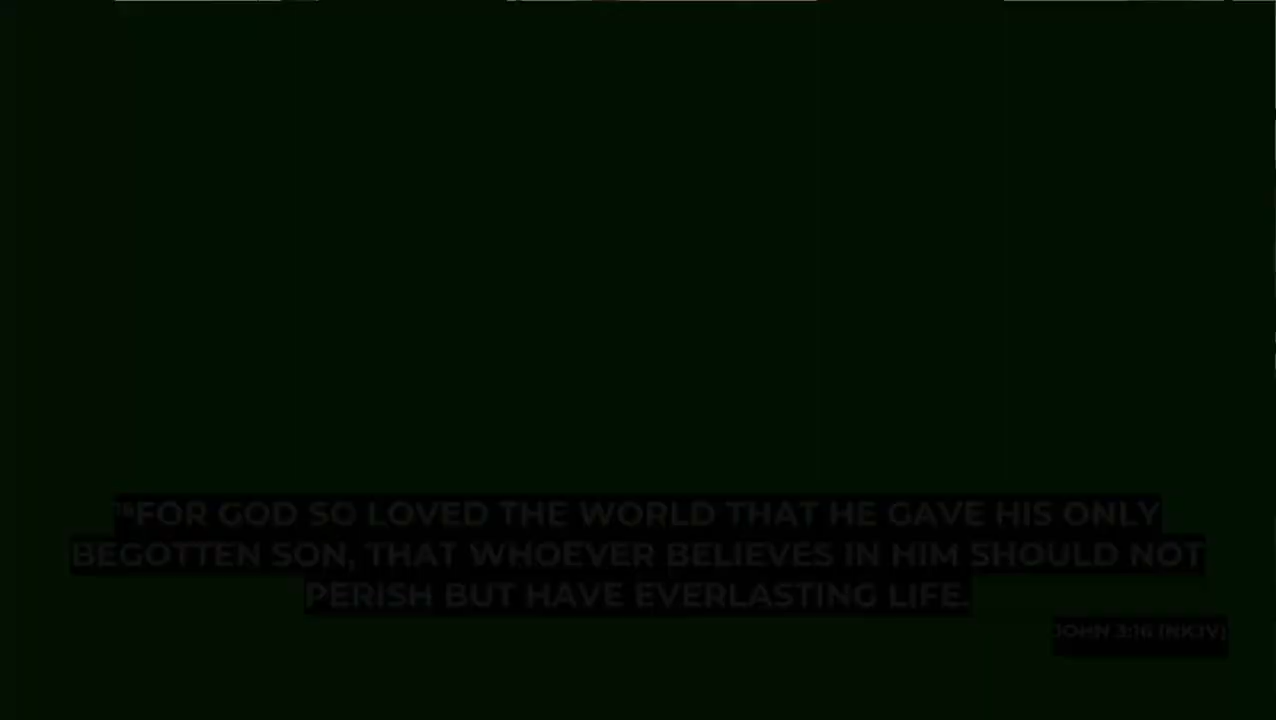 ¹⁶FOR GOD SO LOVED THE WORLD THAT HE GAVE HIS ONLY
BEGOTTEN SON, THAT WHOEVER BELIEVES IN HIM SHOULD NOT
PERISH BUT HAVE EVERLASTING LIFE.
JOHN 3:16 (NKJV)